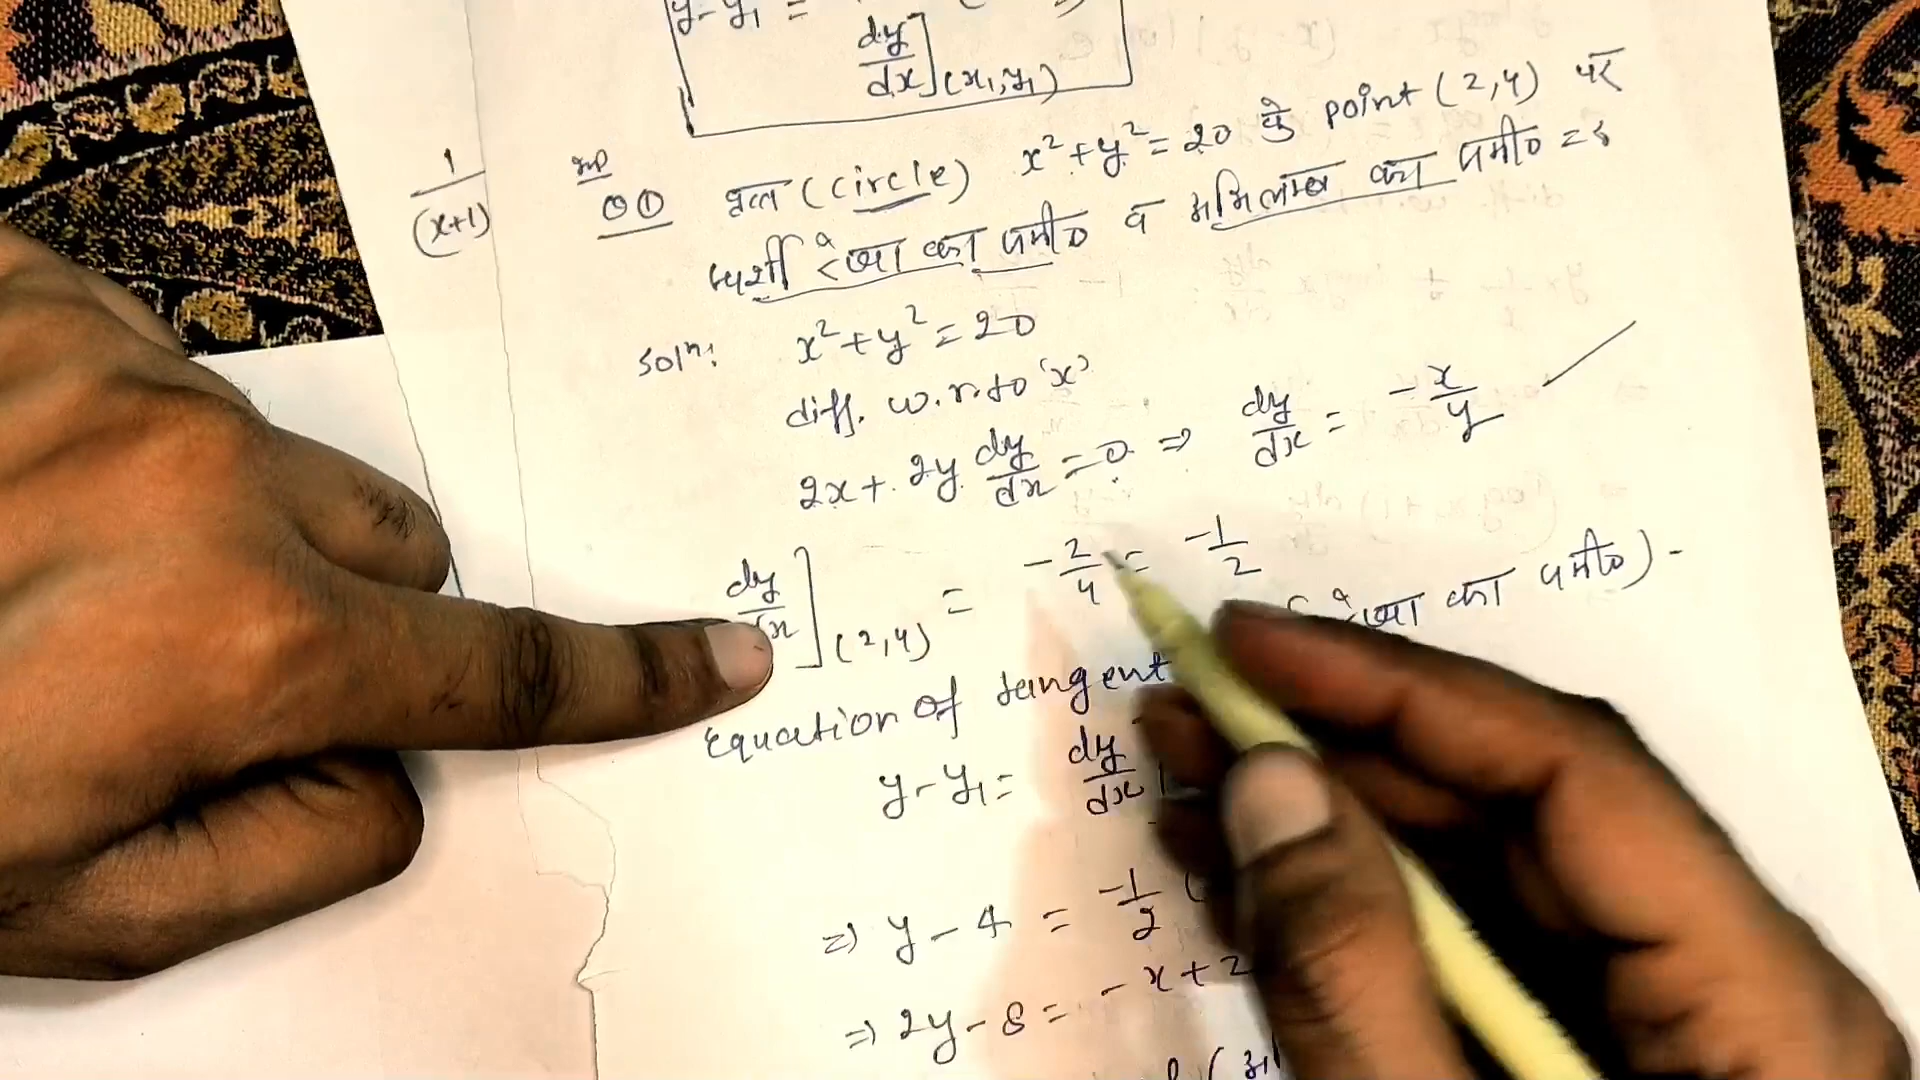 y-y₁ =
dy/dx](x₁,y₁)
1/(x+1)
Q① वृत्त (circle) x²+y²=20 के point (2,4) पर
स्पर्श रेखा का समी० व अभिलम्ब का समी० =?
Solⁿ: x²+y²=20
diff. w.r.to 'x'
2x+2y dy/dx=0 ⇒ dy/dx = -x/y
dy/dx](2,4) = -2/4 = -1/2
Equation of tangent रेखा का समी०) -
y-y₁= dy/dx
⇒ y-4 = -1/2 (
⇒ 2y-8 = -x+2